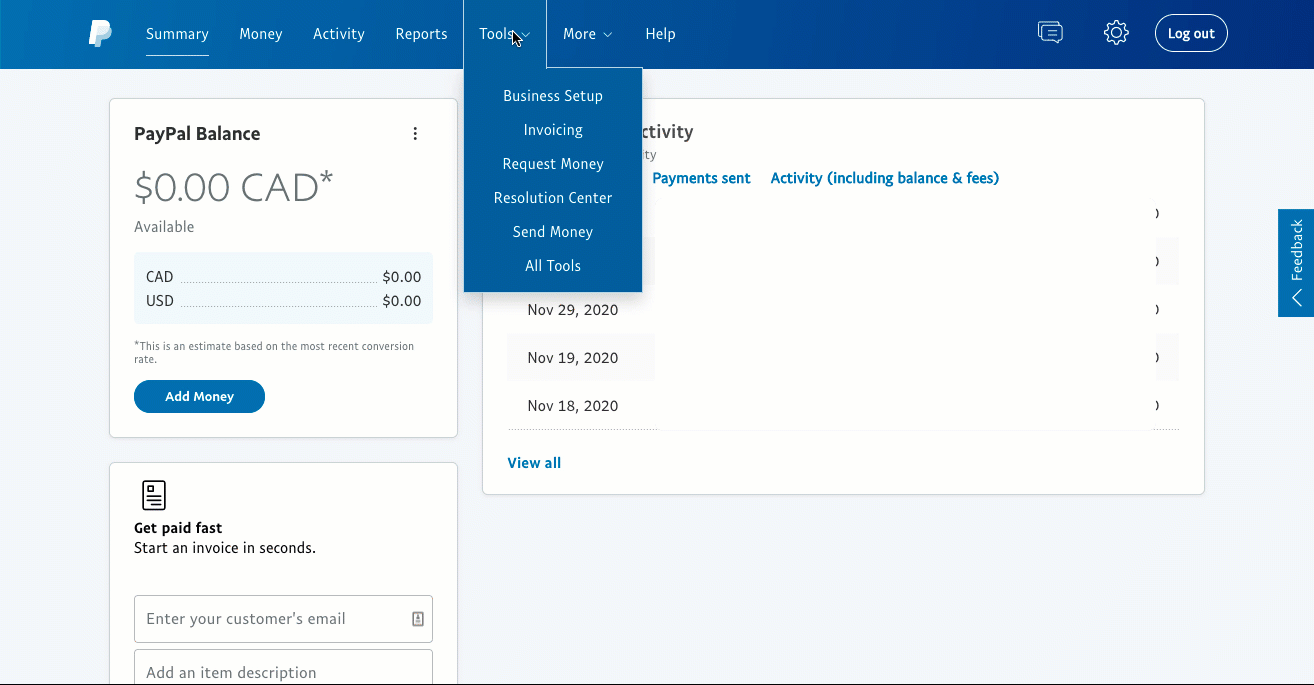 Summary Money Activity Reports Tools More Help Log out
Business Setup
Invoicing
Request Money
Resolution Center
Send Money
All Tools
PayPal Balance
$0.00 CAD*
Available
CAD $0.00
USD $0.00
*This is an estimate based on the most recent conversion
rate.
Add Money
Payments sent Activity (including balance & fees)
Nov 29, 2020
Nov 19, 2020
Nov 18, 2020
View all
Get paid fast
Start an invoice in seconds.
Enter your customer's email
Add an item description
Feedback